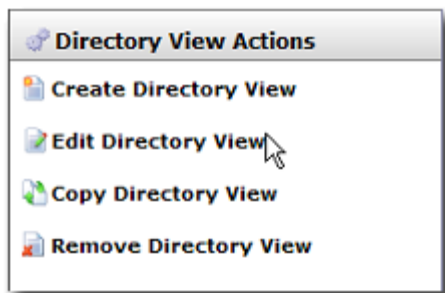 Directory View Actions
Create Directory View
Edit Directory View
Copy Directory View
Remove Directory View